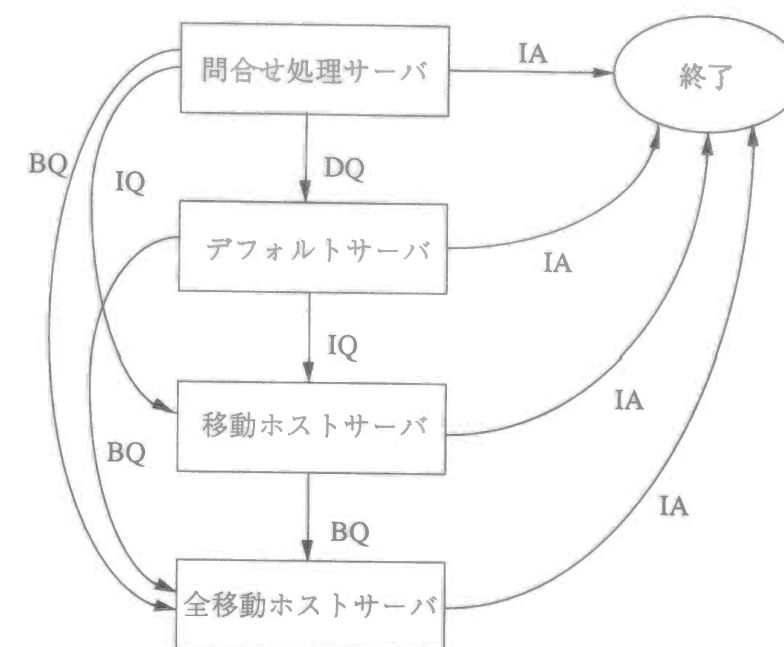 問合せ処理サーバ
IA
終了
BQ
IQ
DQ
デフォルトサーバ
IA
IQ
移動ホストサーバ
IA
BQ
BQ
IA
全移動ホストサーバ